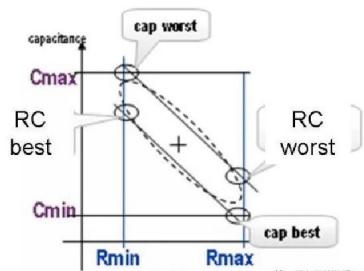 cap worst
capacitance
Cmax
RC
best
RC
worst
Cmin
cap best
Rmin
Rmax